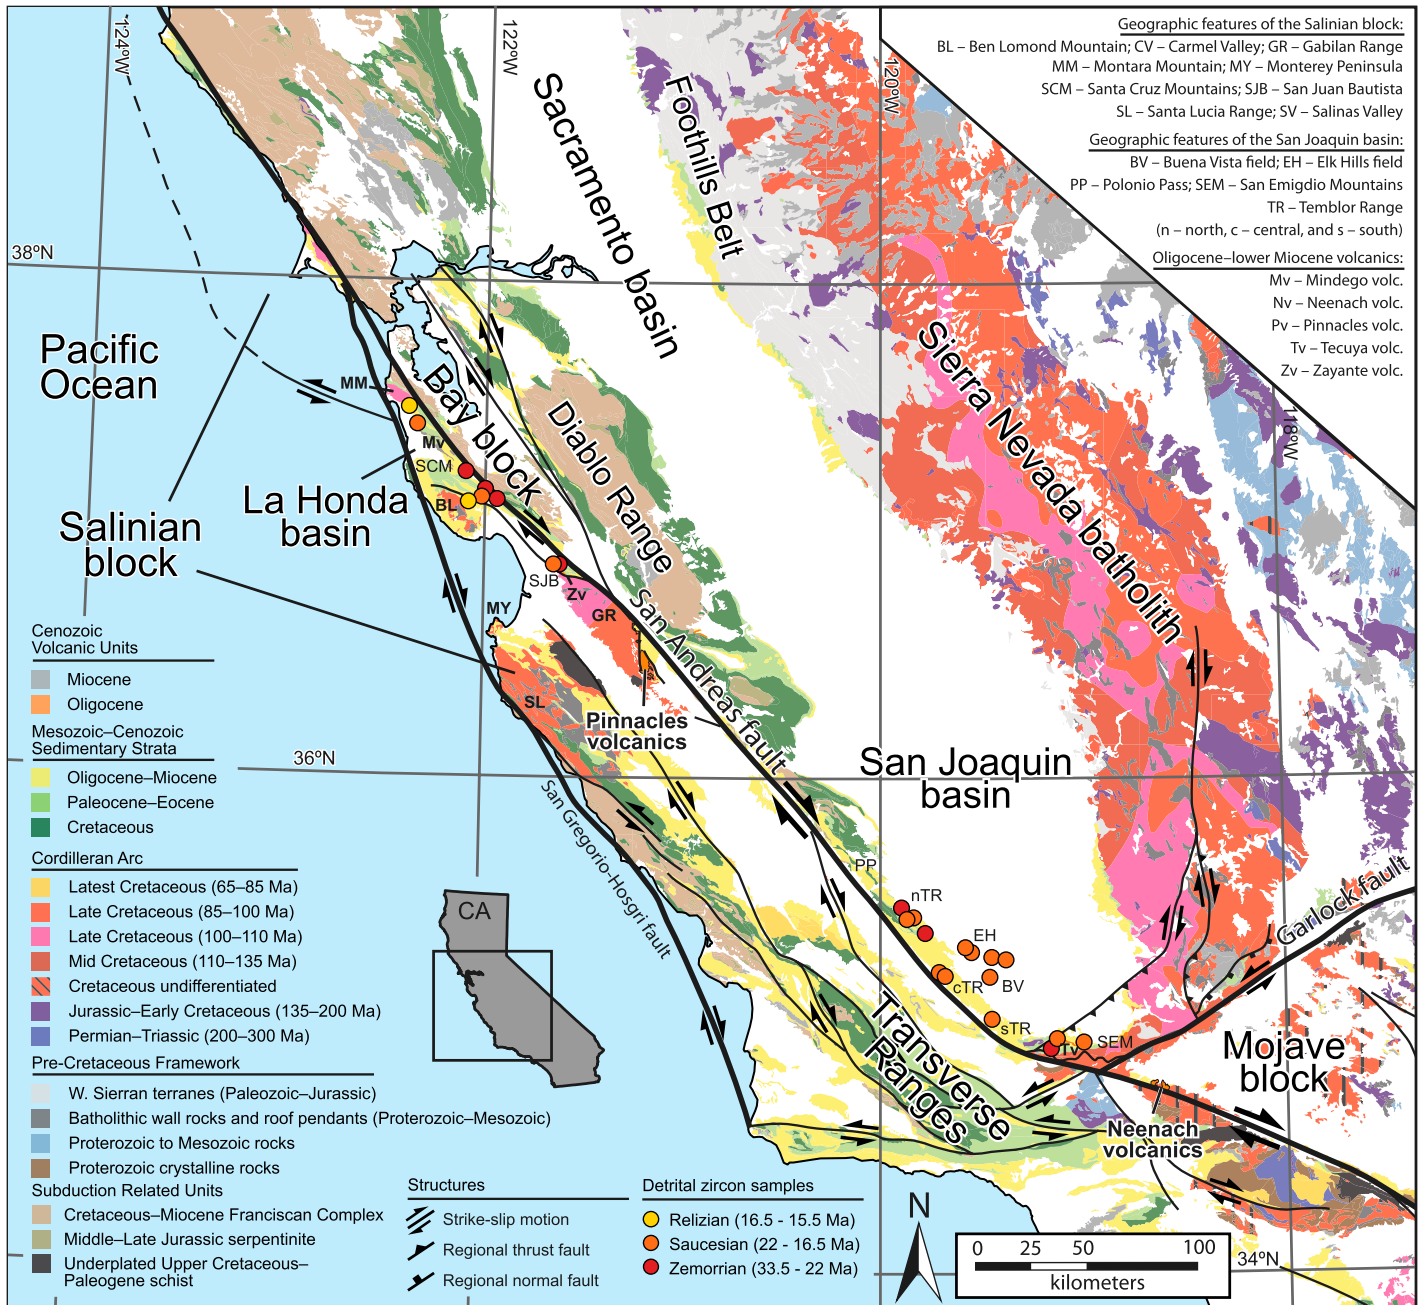 Geographic features of the Salinian block:
BL – Ben Lomond Mountain; CV – Carmel Valley; GR – Gabilan Range
MM – Montara Mountain; MY – Monterey Peninsula
SCM – Santa Cruz Mountains; SJB – San Juan Bautista
SL – Santa Lucia Range; SV – Salinas Valley
Geographic features of the San Joaquin basin:
BV – Buena Vista field; EH – Elk Hills field
PP – Polonio Pass; SEM – San Emigdio Mountains
TR – Temblor Range
(n – north, c – central, and s – south)
Oligocene–lower Miocene volcanics:
Mv – Mindego volc.
Nv – Neenach volc.
Pv – Pinnacles volc.
Tv – Tecuya volc.
Zv – Zayante volc.
124ºW
122ºW
120ºW
118ºW
38ºN
36ºN
34ºN
Sacramento basin
Foothills Belt
Sierra Nevada batholith
Pacific
Ocean
Bay block
Diablo Range
MM
Mv
SCM
BL
La Honda
basin
Salinian
block
SJB
Zv
GR
MY
SL
San Andreas fault
Pinnacles
volcanics
San Joaquin
basin
San Gregorio-Hosgri fault
PP
nTR
EH
cTR
BV
sTR
Tv
SEM
Garlock fault
Transverse
Ranges
Mojave
block
Neenach
volcanics
CA
Cenozoic
Volcanic Units
Miocene
Oligocene
Mesozoic–Cenozoic
Sedimentary Strata
Oligocene–Miocene
Paleocene–Eocene
Cretaceous
Cordilleran Arc
Latest Cretaceous (65–85 Ma)
Late Cretaceous (85–100 Ma)
Late Cretaceous (100–110 Ma)
Mid Cretaceous (110–135 Ma)
Cretaceous undifferentiated
Jurassic–Early Cretaceous (135–200 Ma)
Permian–Triassic (200–300 Ma)
Pre-Cretaceous Framework
W. Sierran terranes (Paleozoic–Jurassic)
Batholithic wall rocks and roof pendants (Proterozoic–Mesozoic)
Proterozoic to Mesozoic rocks
Proterozoic crystalline rocks
Subduction Related Units
Cretaceous–Miocene Franciscan Complex
Middle–Late Jurassic serpentinite
Underplated Upper Cretaceous–
Paleogene schist
Structures
Strike-slip motion
Regional thrust fault
Regional normal fault
Detrital zircon samples
Relizian (16.5 - 15.5 Ma)
Saucesian (22 - 16.5 Ma)
Zemorrian (33.5 - 22 Ma)
N
0 25 50 100
kilometers